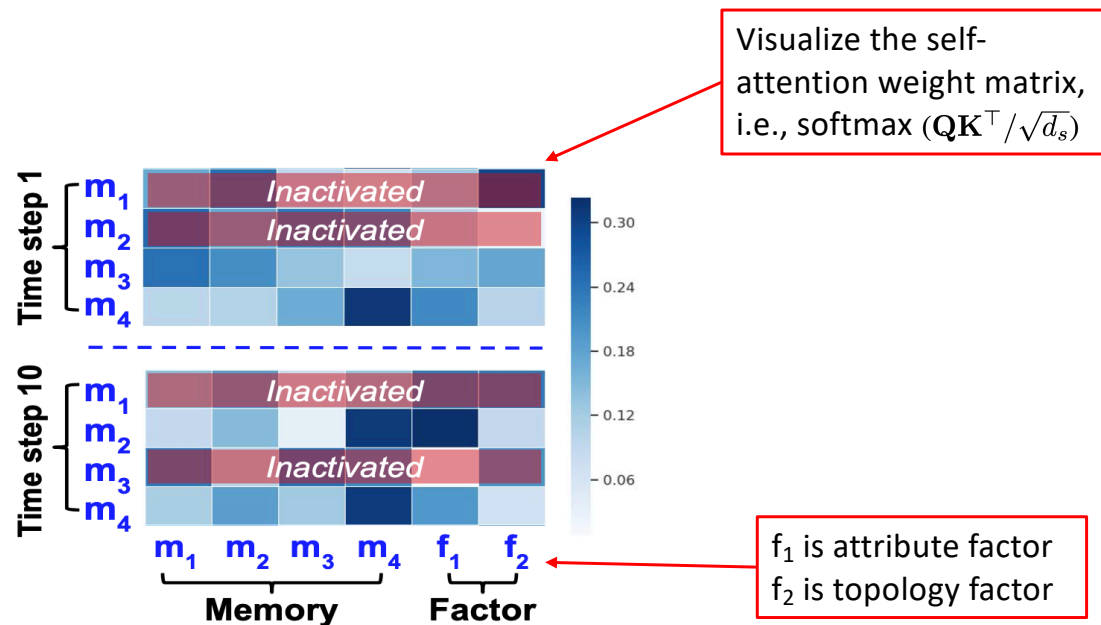 Visualize the self-
attention weight matrix,
i.e., softmax (QK⊤/√dₛ)
Time step 1
m₁
m₂
m₃
m₄
Inactivated
Inactivated
0.30
0.24
0.18
0.12
0.06
Time step 10
m₁
m₂
m₃
m₄
Inactivated
Inactivated
m₁ m₂ m₃ m₄ f₁ f₂
Memory Factor
f₁ is attribute factor
f₂ is topology factor